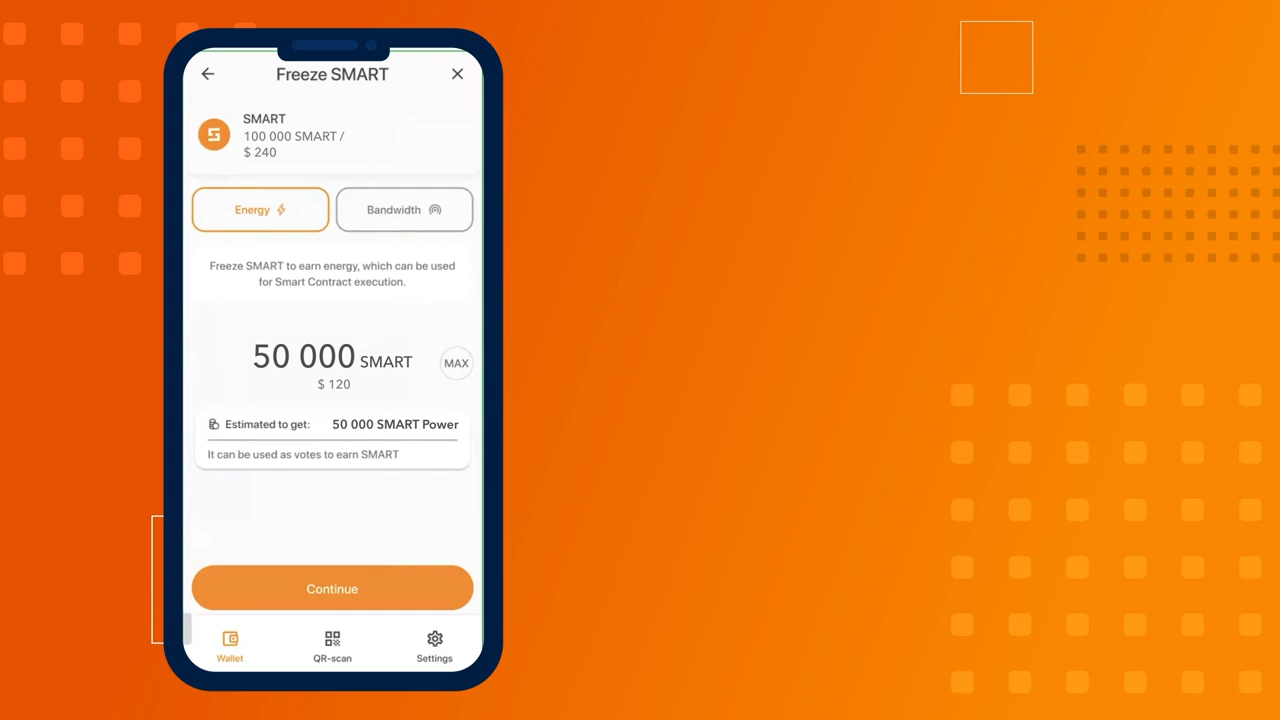 Freeze SMART
SMART
100 000 SMART /
$ 240
Energy
Bandwidth
Freeze SMART to earn energy, which can be used
for Smart Contract execution.
50 000 SMART
MAX
$ 120
Estimated to get: 50 000 SMART Power
It can be used as votes to earn SMART
Continue
Wallet
QR-scan
Settings